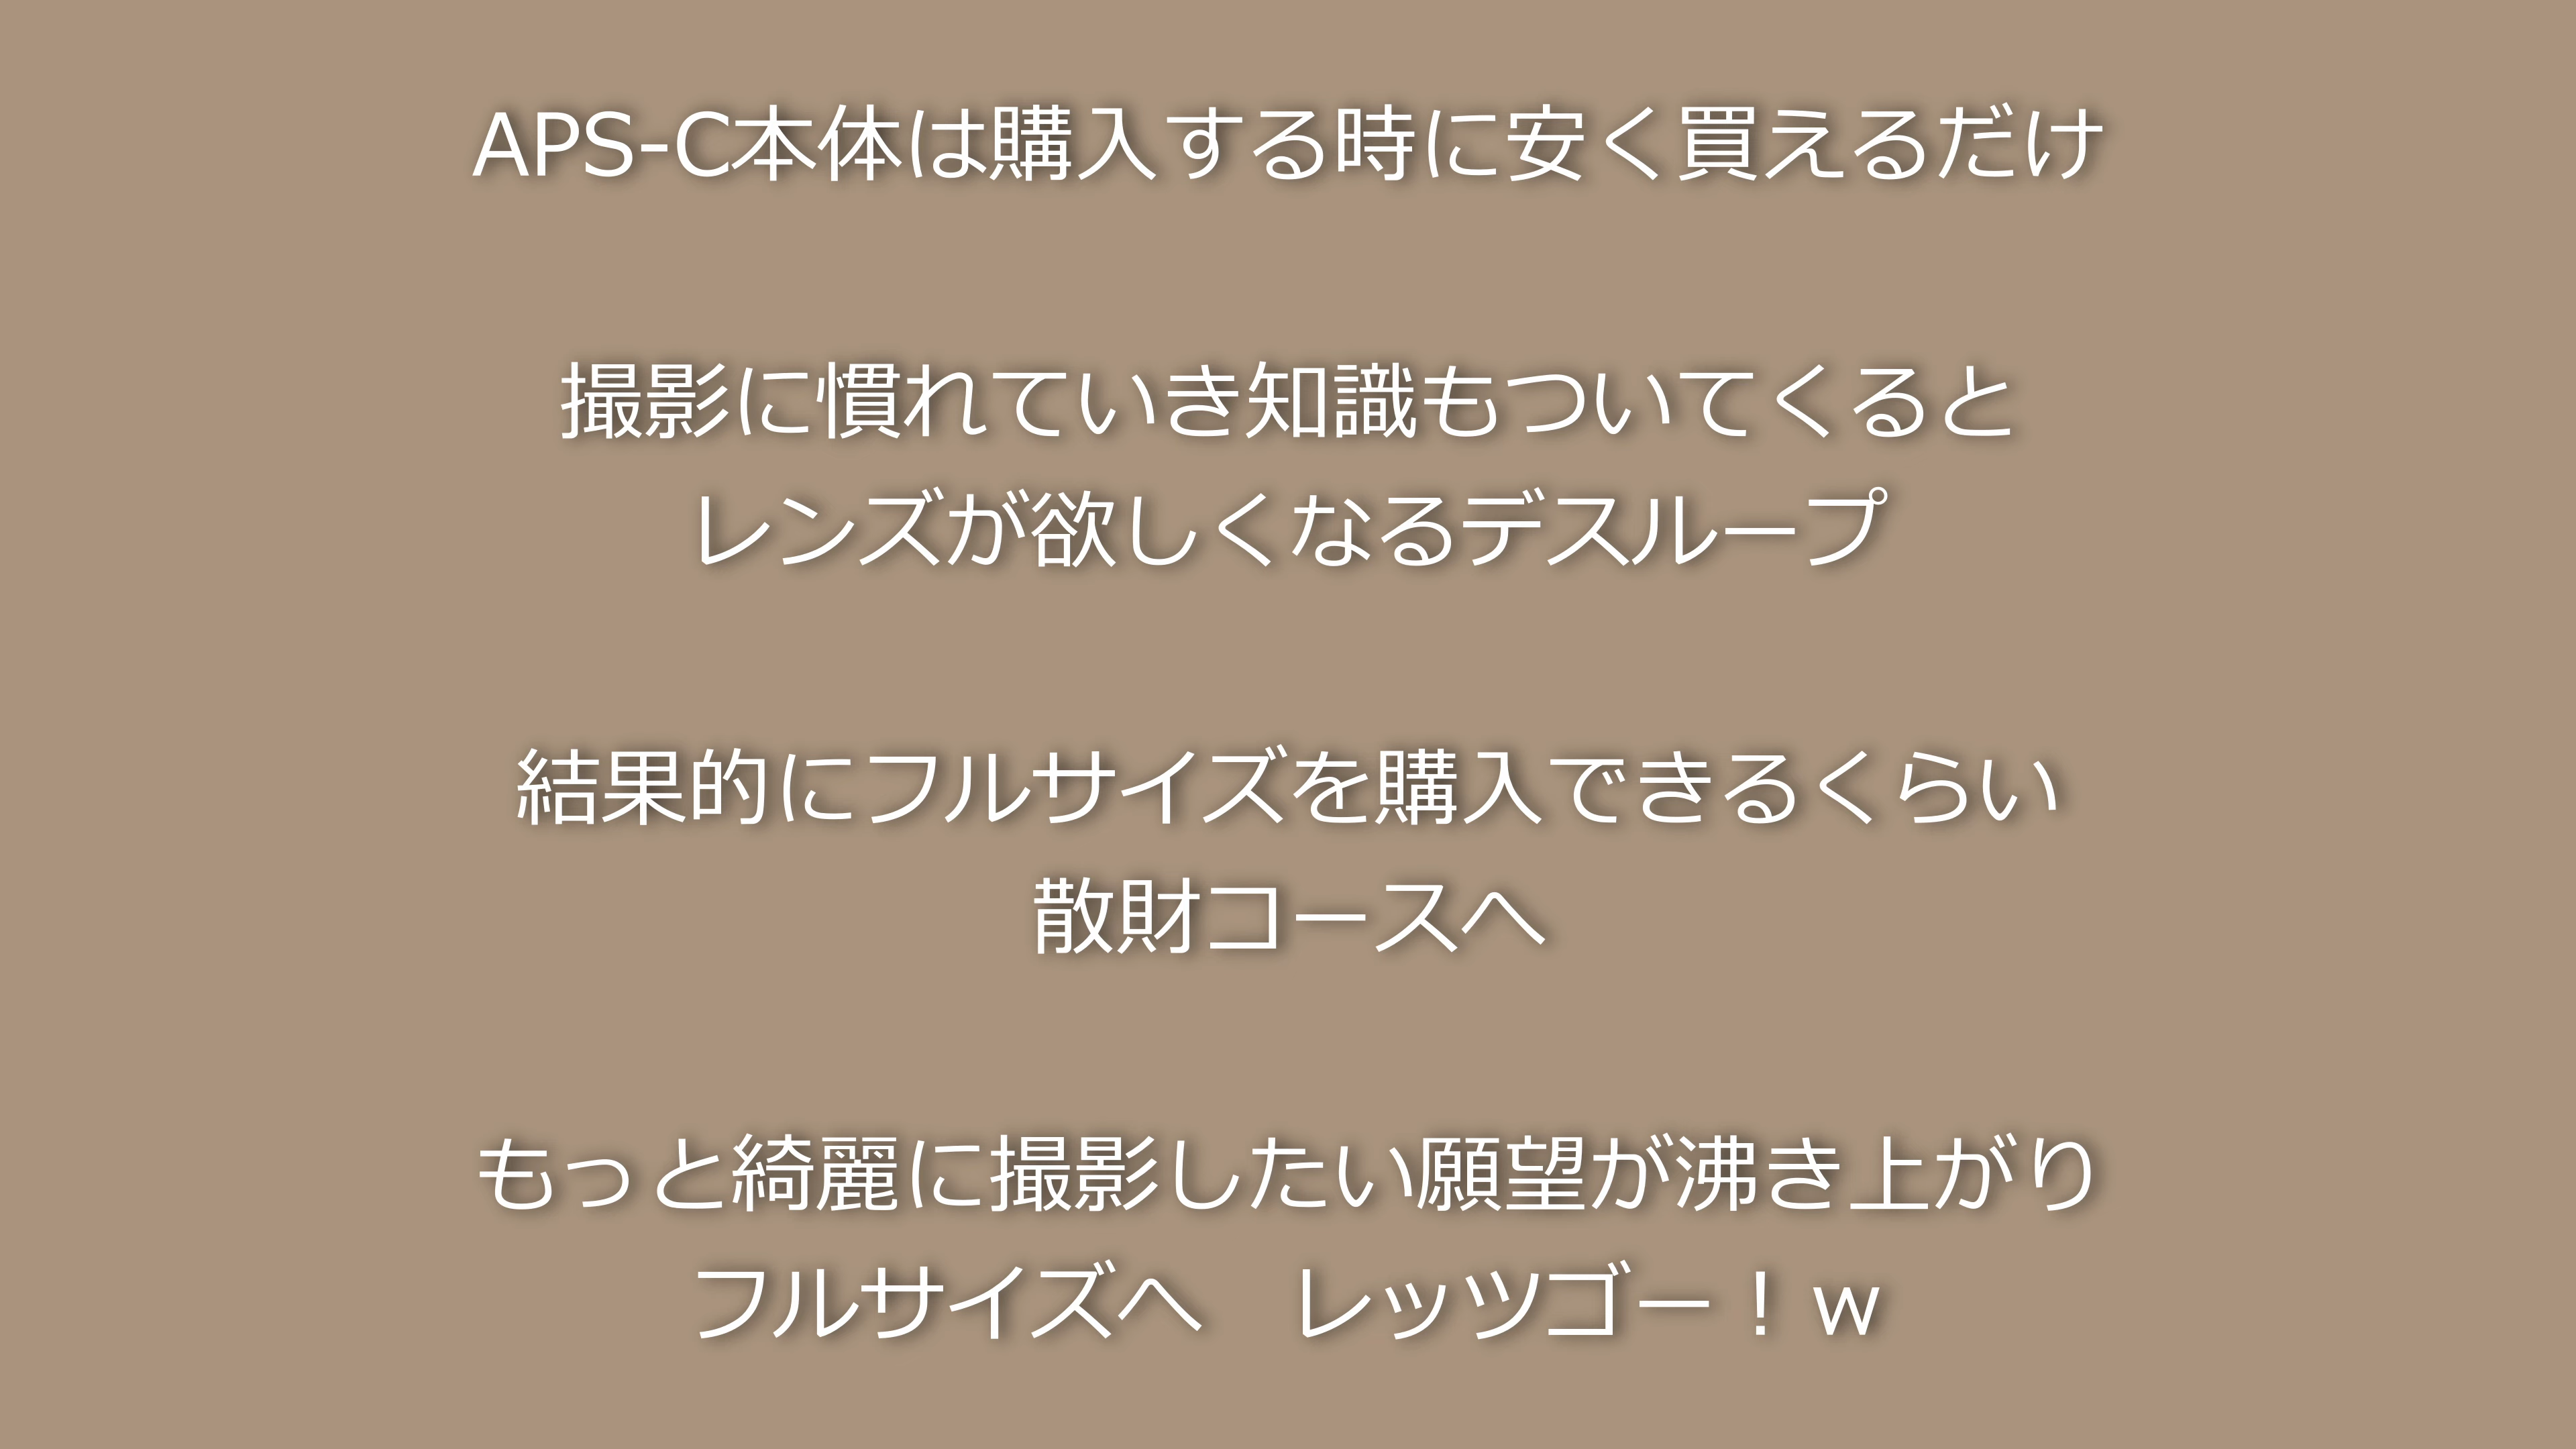 APS-C本体は購入する時に安く買えるだけ
撮影に慣れていき知識もついてくると
レンズが欲しくなるデスループ
結果的にフルサイズを購入できるくらい
散財コースへ
もっと綺麗に撮影したい願望が沸き上がり
フルサイズへ　レッツゴー！ｗ